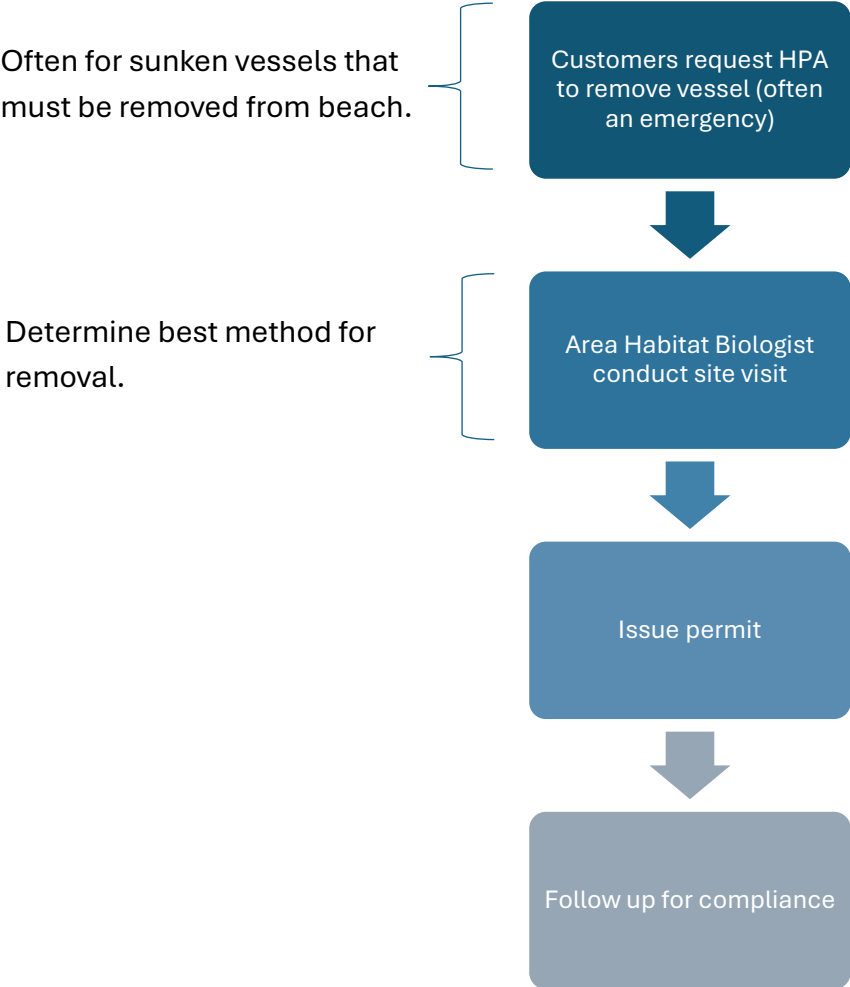 Often for sunken vessels that
must be removed from beach.
Customers request HPA
to remove vessel (often
an emergency)
Determine best method for
removal.
Area Habitat Biologist
conduct site visit
Issue permit
Follow up for compliance